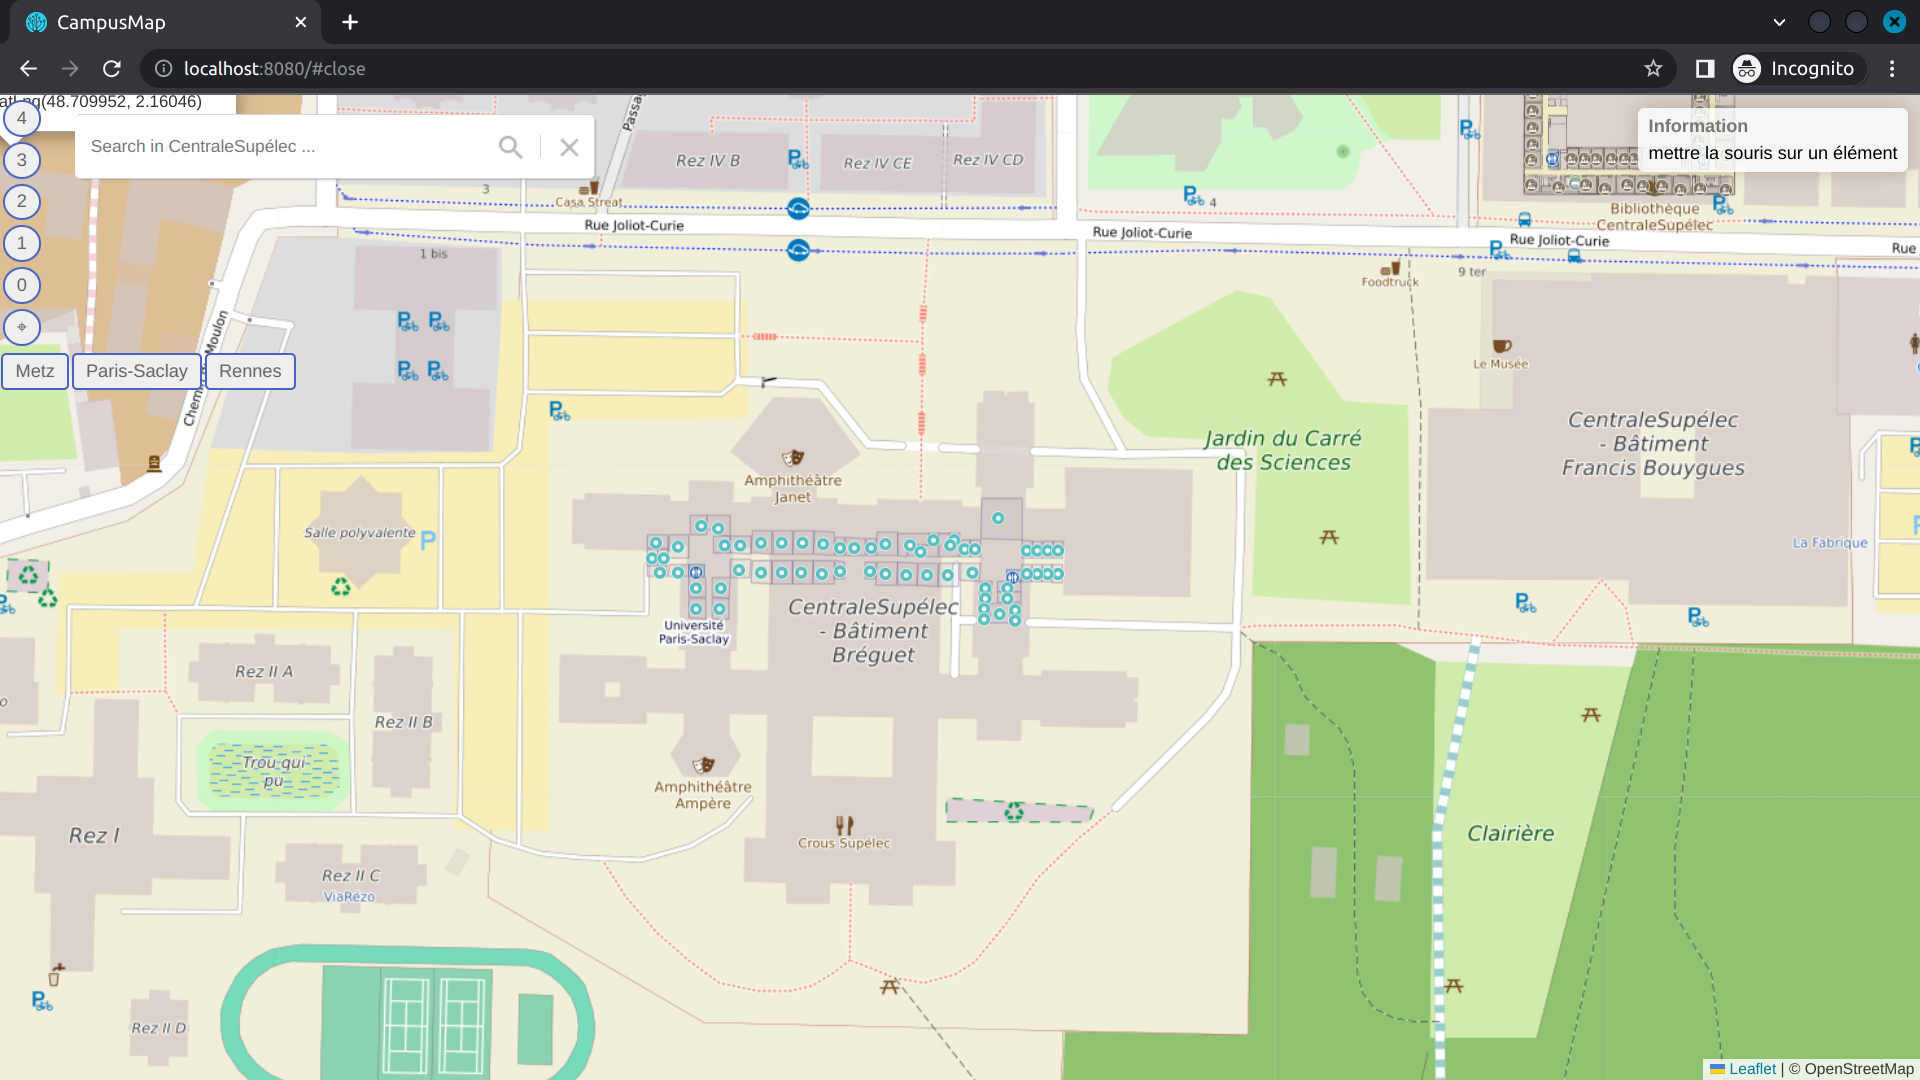 CampusMap
localhost:8080/#close
Incognito
(48.709952, 2.16046)
4
3
2
1
0
Search in CentraleSupélec ...
Metz
Paris-Saclay
Rennes
Information
mettre la souris sur un élément
Passa
Rez IV B
Rez IV CE
Rez IV CD
3
Casa Streat
4
Bibliothèque
CentraleSupélec
Rue Joliot-Curie
Rue Joliot-Curie
Rue Joliot-Curie
Rue
1 bis
9 ter
Foodtruck
Le Musée
Moulon
Chem
CentraleSupélec
- Bâtiment
Francis Bouygues
Jardin du Carré
des Sciences
Amphithéâtre
Janet
Salle polyvalente
P
La Fabrique
CentraleSupélec
- Bâtiment
Bréguet
Université
Paris-Saclay
Rez II A
Rez II B
Trou-qui-
pu
Amphithéâtre
Ampère
Crous Supélec
Clairière
Rez I
Rez II C
ViaRézo
Rez II D
Leaflet | © OpenStreetMap